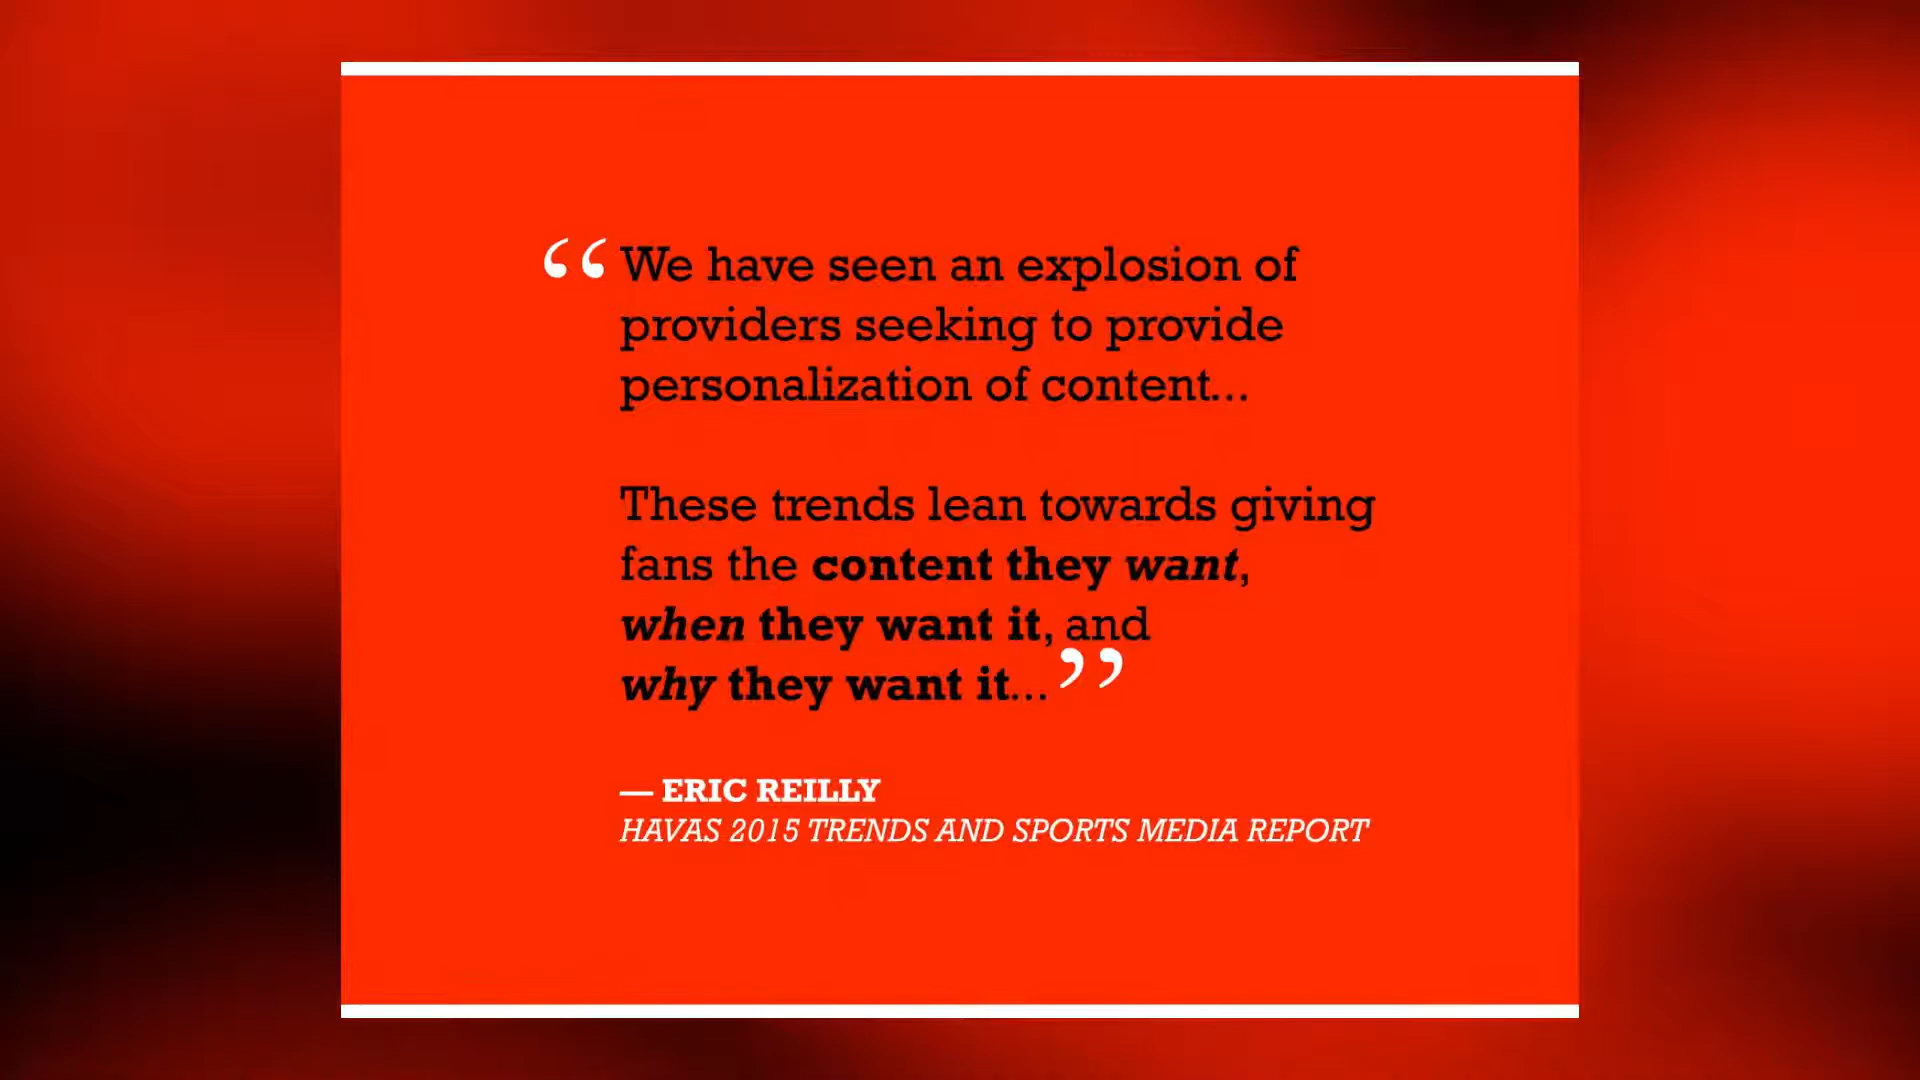 “We have seen an explosion of
providers seeking to provide
personalization of content...
These trends lean towards giving
fans the content they want,
when they want it, and
why they want it...”
— ERIC REILLY
HAVAS 2015 TRENDS AND SPORTS MEDIA REPORT